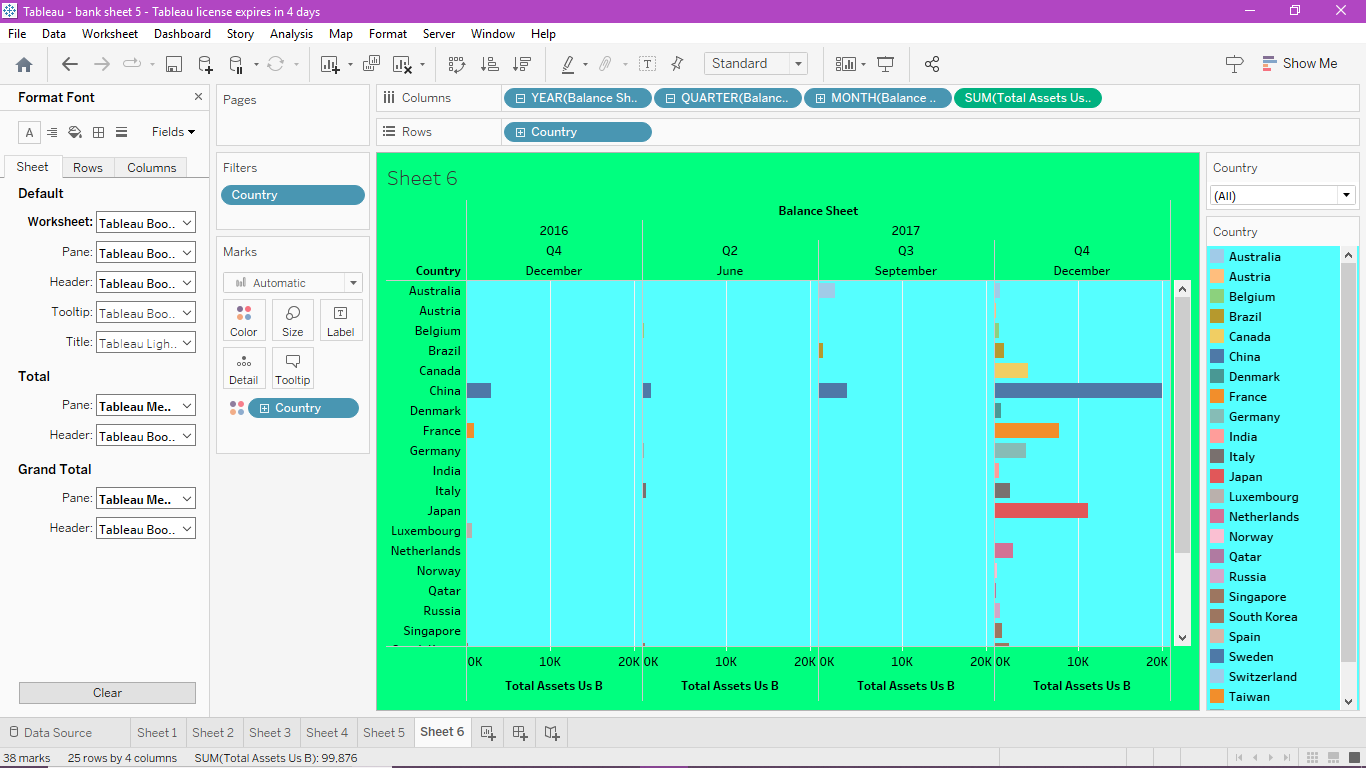 Tableau - bank sheet 5 - Tableau license expires in 4 days
File Data Worksheet Dashboard Story Analysis Map Format Server Window Help
Standard
Show Me
Format Font
Fields
Sheet Rows Columns
Default
Worksheet: Tableau Boo..
Pane: Tableau Boo..
Header: Tableau Boo..
Tooltip: Tableau Boo..
Title: Tableau Ligh..
Total
Pane: Tableau Me..
Header: Tableau Boo..
Grand Total
Pane: Tableau Me..
Header: Tableau Boo..
Clear
Pages
Filters
Country
Marks
Automatic
Color Size Label
Detail Tooltip
Country
Columns YEAR(Balance Sh.. QUARTER(Balanc.. MONTH(Balance .. SUM(Total Assets Us..
Rows Country
Sheet 6
Balance Sheet
2016 2017
Q4 Q2 Q3 Q4
Country December June September December
Australia
Austria
Belgium
Brazil
Canada
China
Denmark
France
Germany
India
Italy
Japan
Luxembourg
Netherlands
Norway
Qatar
Russia
Singapore
0K 10K 20K 0K 10K 20K 0K 10K 20K 0K 10K 20K
Total Assets Us B Total Assets Us B Total Assets Us B Total Assets Us B
Country
(All)
Country
Australia
Austria
Belgium
Brazil
Canada
China
Denmark
France
Germany
India
Italy
Japan
Luxembourg
Netherlands
Norway
Qatar
Russia
Singapore
South Korea
Spain
Sweden
Switzerland
Taiwan
Data Source Sheet 1 Sheet 2 Sheet 3 Sheet 4 Sheet 5 Sheet 6
38 marks 25 rows by 4 columns SUM(Total Assets Us B): 99,876